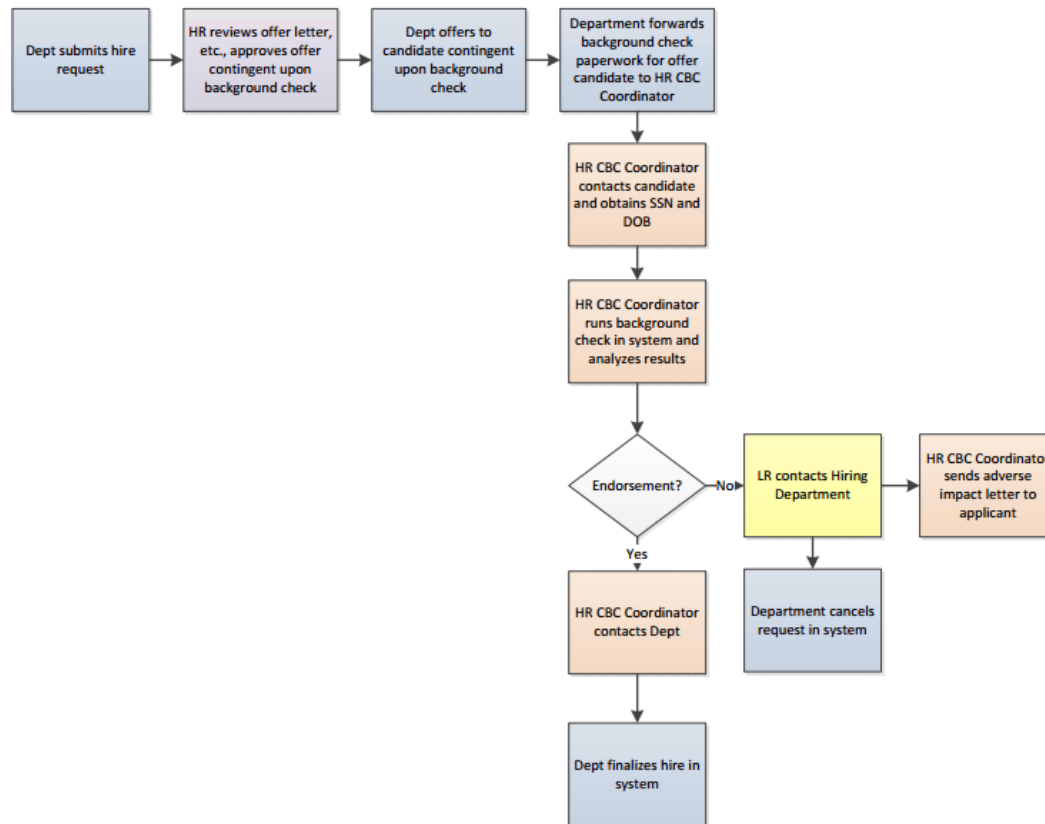 Dept submits hire
request
HR reviews offer letter,
etc., approves offer
contingent upon
background check
Dept offers to
candidate contingent
upon background
check
Department forwards
background check
paperwork for offer
candidate to HR CBC
Coordinator
HR CBC Coordinator
contacts candidate
and obtains SSN and
DOB
HR CBC Coordinator
runs background
check in system and
analyzes results
Endorsement?
No
LR contacts Hiring
Department
HR CBC Coordinator
sends adverse
impact letter to
applicant
Yes
HR CBC Coordinator
contacts Dept
Department cancels
request in system
Dept finalizes hire in
system